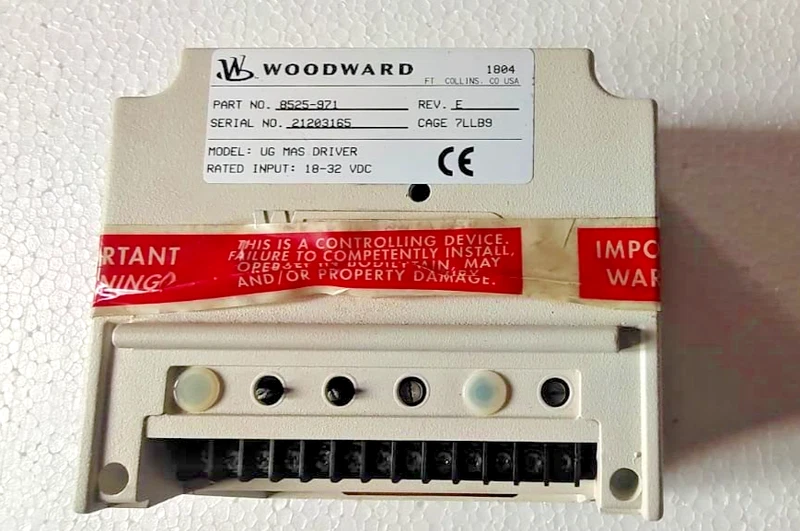 WOODWARD
1804
FT. COLLINS, CO USA
PART NO. 8525-971 REV. E
SERIAL NO. 21203165 CAGE 7LLB9
MODEL: UG MAS DRIVER
RATED INPUT: 18-32 VDC
CE
THIS IS A CONTROLLING DEVICE.
RTANT FAILURE TO COMPETENTLY INSTALL, IMPO
NING MAY WAR
AND/OR PROPERTY DAMAGE.